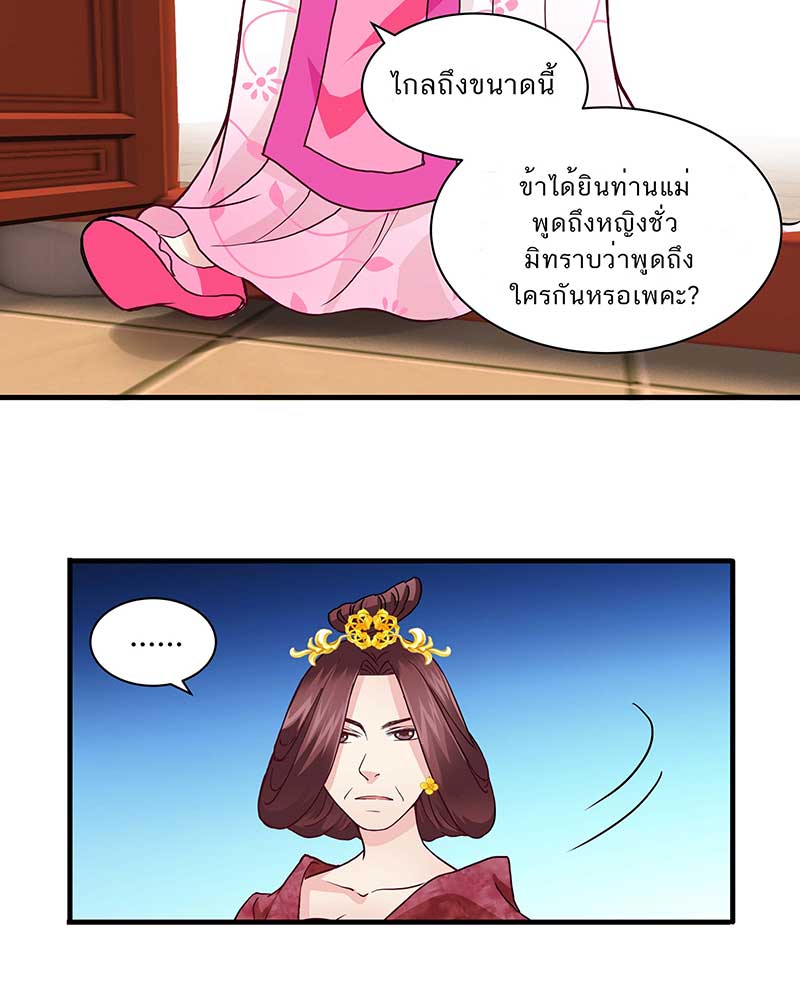 ไกลถึงขนาดนี้
ข้าได้ยินท่านแม่
พูดถึงหญิงชั่ว
มิทราบว่าพูดถึง
ใครกันหรอเพคะ?
......